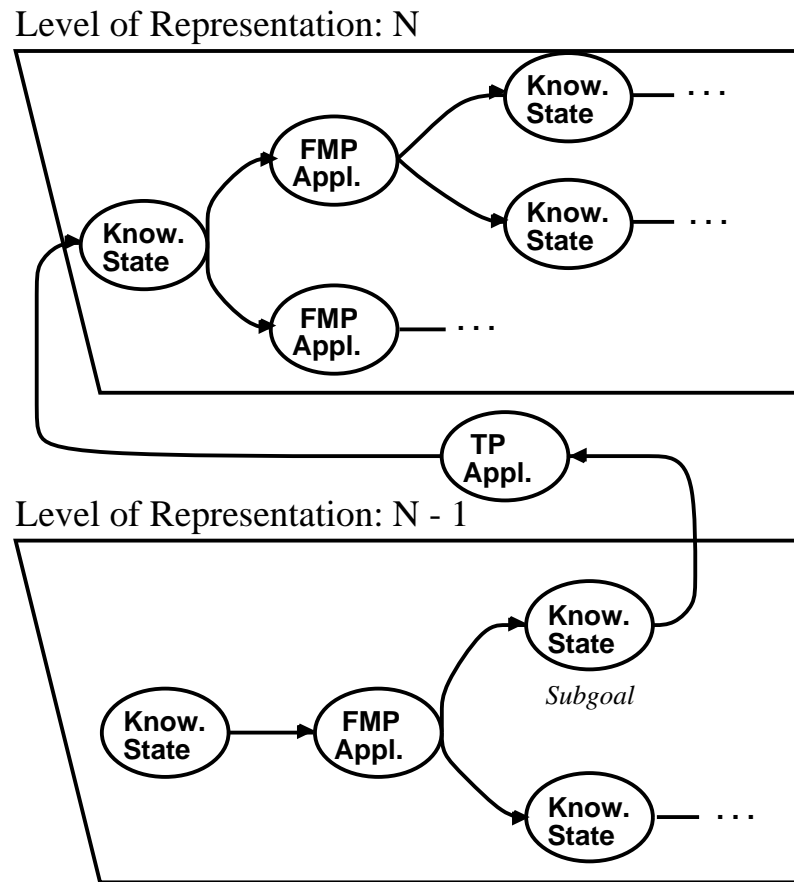 Level of Representation: N
Know.
State
. . .
FMP
Appl.
Know.
State
. . .
Know.
State
FMP
Appl.
. . .
TP
Appl.
Level of Representation: N - 1
Know.
State
Subgoal
Know.
State
FMP
Appl.
Know.
State
. . .